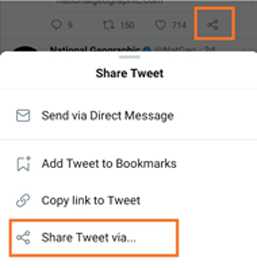 nationalgeographic.com
9 150 742
National Geographic @NatGeo · 2d
Share Tweet
Send via Direct Message
Add Tweet to Bookmarks
Copy link to Tweet
Share Tweet via...